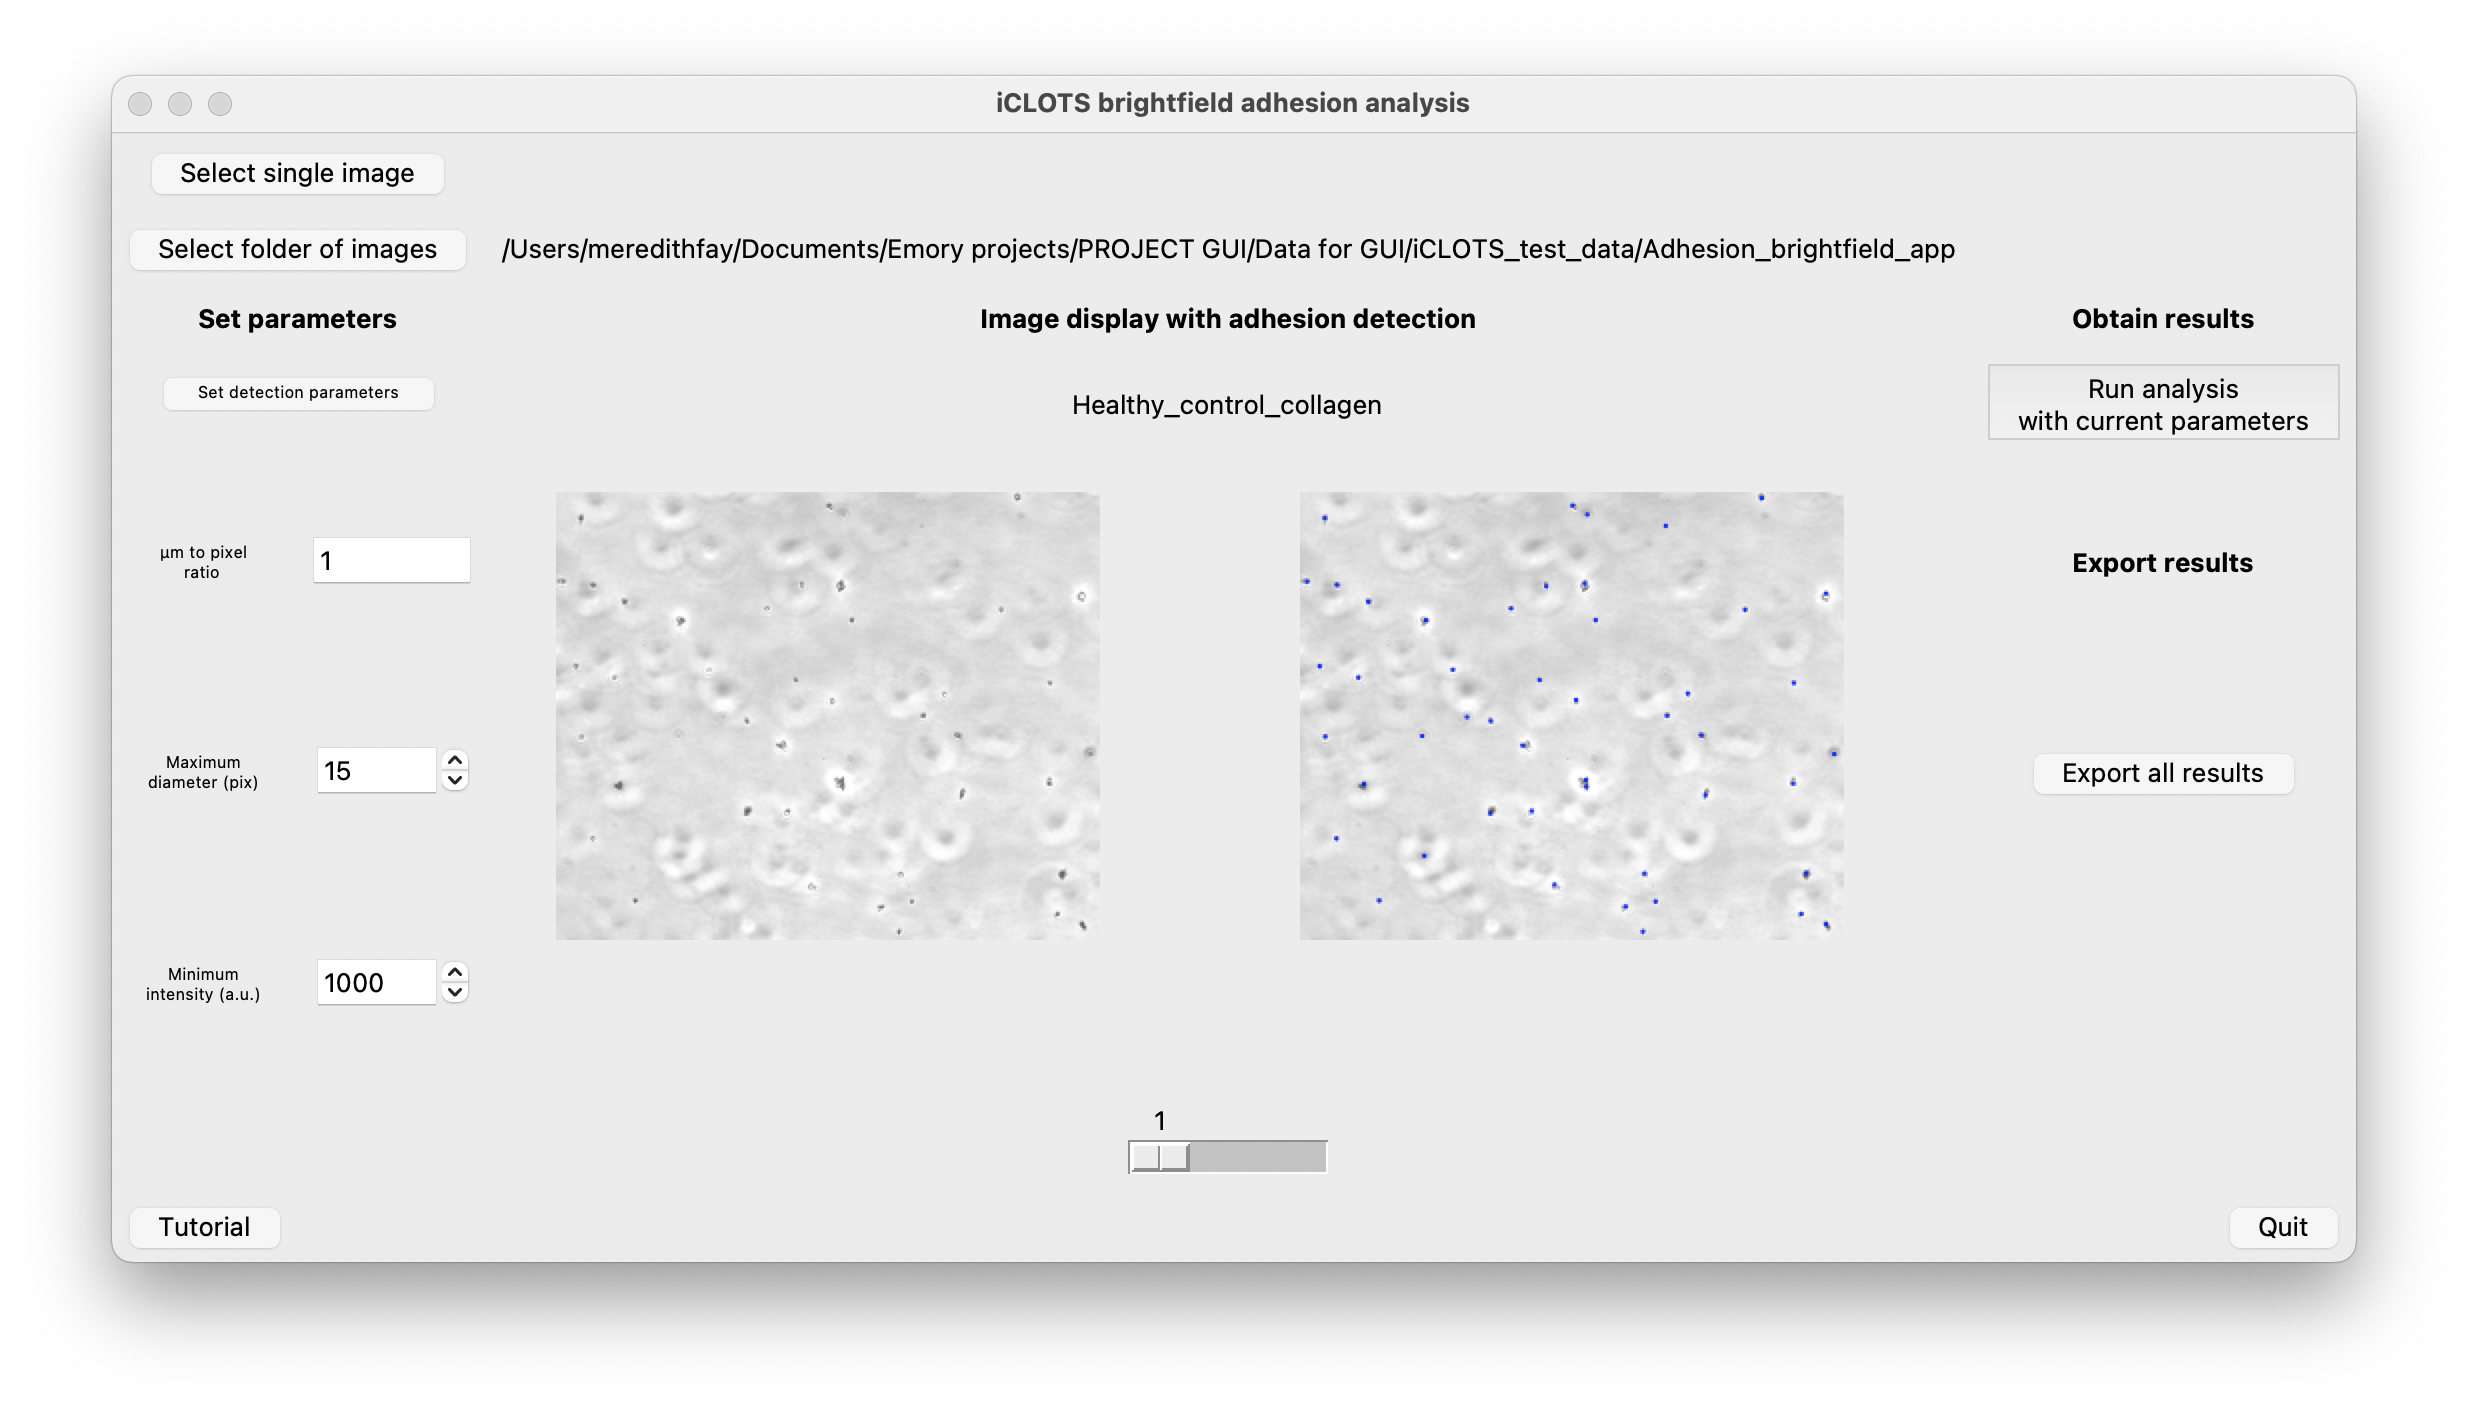 iCLOTS brightfield adhesion analysis
Select single image
Select folder of images
/Users/meredithfay/Documents/Emory projects/PROJECT GUI/Data for GUI/iCLOTS_test_data/Adhesion_brightfield_app
Set parameters
Image display with adhesion detection
Obtain results
Set detection parameters
Healthy_control_collagen
Run analysis
with current parameters
µm to pixel
ratio
1
Export results
Maximum
diameter (pix)
15
Export all results
Minimum
intensity (a.u.)
1000
1
Tutorial
Quit